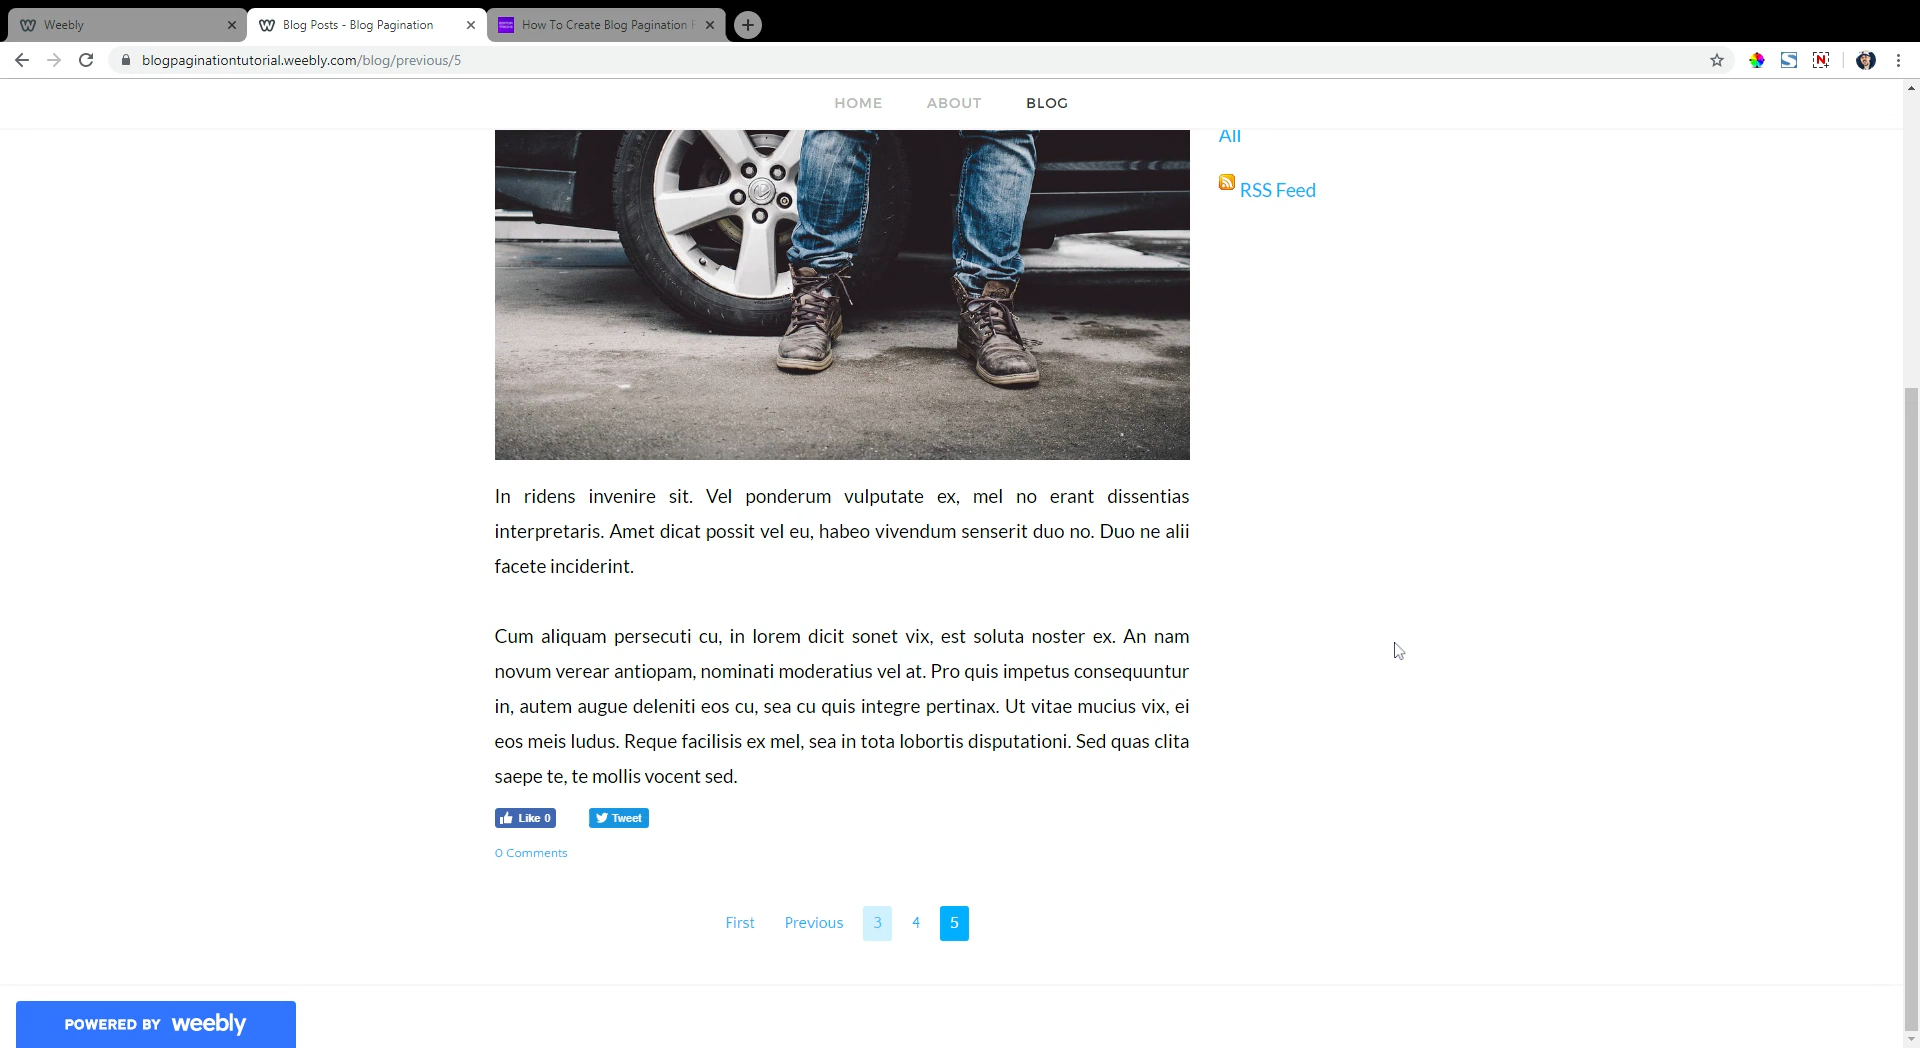 Weebly
Blog Posts - Blog Pagination
How To Create Blog Pagination F
blogpaginationtutorial.weebly.com/blog/previous/5
HOME ABOUT BLOG
All
RSS Feed
In ridens invenire sit. Vel ponderum vulputate ex, mel no erant dissentias
interpretaris. Amet dicat possit vel eu, habeo vivendum senserit duo no. Duo ne alii
facete inciderint.
Cum aliquam persecuti cu, in lorem dicit sonet vix, est soluta noster ex. An nam
novum verear antiopam, nominati moderatius vel at. Pro quis impetus consequuntur
in, autem augue deleniti eos cu, sea cu quis integre pertinax. Ut vitae mucius vix, ei
eos meis ludus. Reque facilisis ex mel, sea in tota lobortis disputationi. Sed quas clita
saepe te, te mollis vocent sed.
Like 0 Tweet
0 Comments
First Previous 3 4 5
POWERED BY weebly